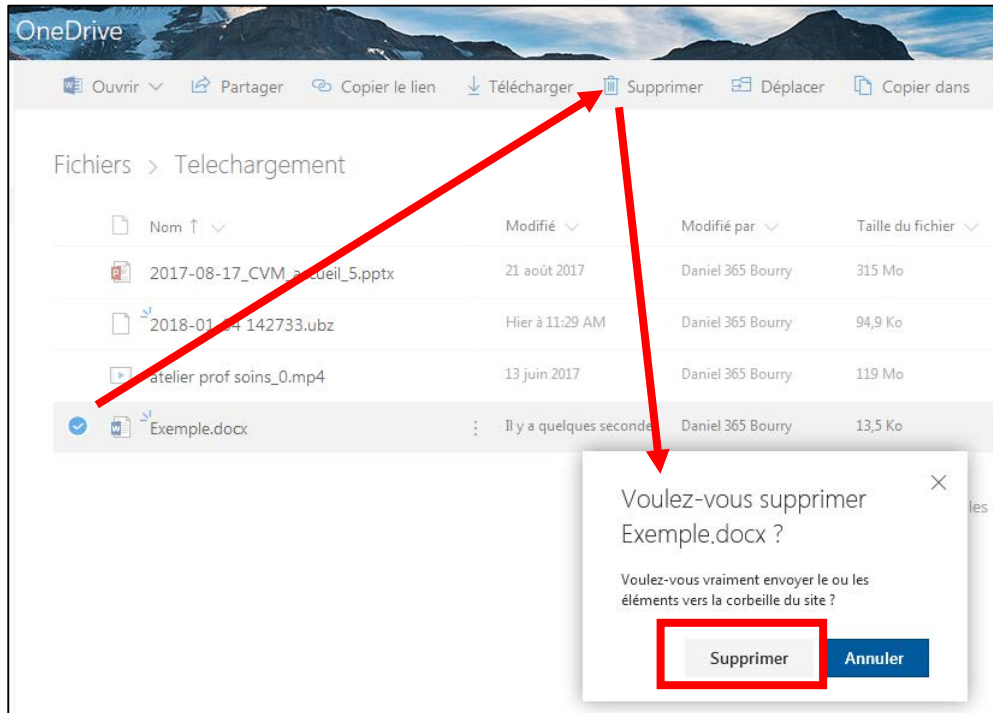 OneDrive
Ouvrir Partager Copier le lien Télécharger Supprimer Déplacer Copier dans
Fichiers > Telechargement
Nom ↑ Modifié Modifié par Taille du fichier
2017-08-17_CVM_accueil_5.pptx 21 août 2017 Daniel 365 Bourry 315 Mo
2018-01-04 142733.ubz Hier à 11:29 AM Daniel 365 Bourry 94,9 Ko
atelier prof soins_0.mp4 13 juin 2017 Daniel 365 Bourry 119 Mo
Exemple.docx Il y a quelques seconde Daniel 365 Bourry 13,5 Ko
les
Voulez-vous supprimer
Exemple.docx ?
Voulez-vous vraiment envoyer le ou les
éléments vers la corbeille du site ?
Supprimer Annuler